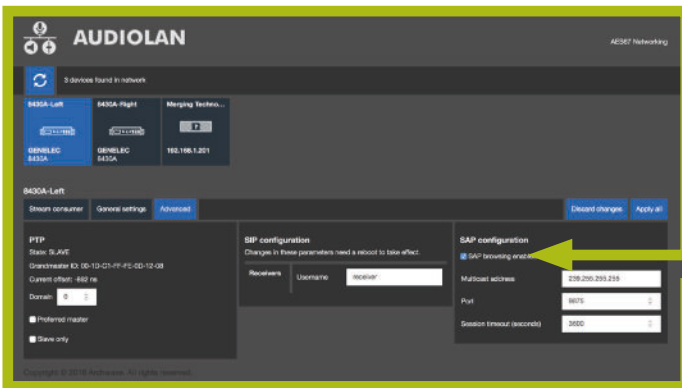 AUDIOLAN
AES67 Networking
3 devices found in network
8430A-Left
8430A-Right
Merging Techno...
GENELEC
8430A
GENELEC
8430A
192.168.1.201
8430A-Left
Stream consumer
General settings
Advanced
Discard changes
Apply all
PTP
State: SLAVE
Grandmaster ID: 00-1D-C1-FF-FE-0D-12-08
Current offset: -892 ns
Domain: 0
Preferred master
Slave only
SIP configuration
Changes in these parameters need a reboot to take effect.
Receivers
Username
receiver
SAP configuration
SAP browsing
Multicast address
239.255.255.255
Port
9875
Session timeout (seconds)
3600
Copyright © 2016 All rights reserved.